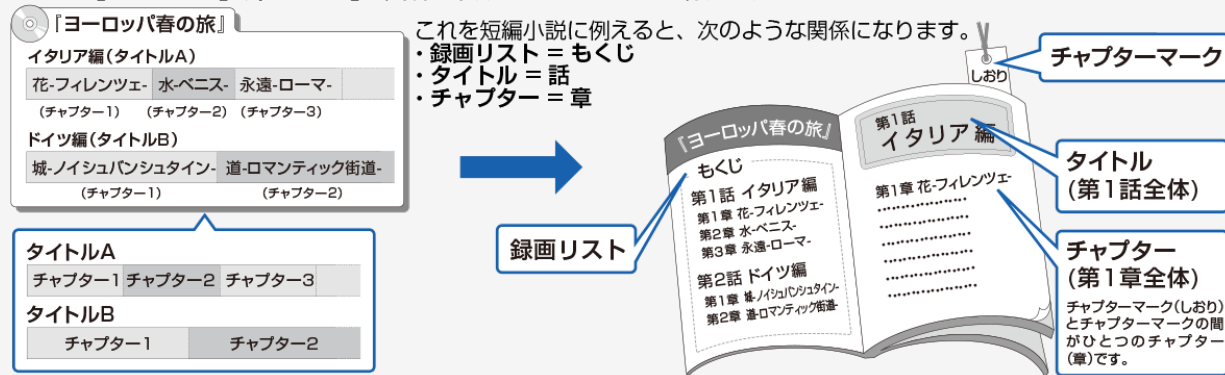 『ヨーロッパ春の旅』
イタリア編(タイトルA)
花-フィレンツェ- 水-ベニス- 永遠-ローマ-
(チャプター1) (チャプター2) (チャプター3)
ドイツ編(タイトルB)
城-ノイシュバンシュタイン- 道-ロマンティック街道-
(チャプター1) (チャプター2)
タイトルA
チャプター1 チャプター2 チャプター3
タイトルB
チャプター1 チャプター2
これを短編小説に例えると、次のような関係になります。
・録画リスト = もくじ
・タイトル = 話
・チャプター = 章
録画リスト
『ヨーロッパ春の旅』
もくじ
第1話 イタリア編
第1章 花-フィレンツェ-
第2章 水-ベニス-
第3章 永遠-ローマ-
第2話 ドイツ編
第1章 城-ノイシュバンシュタイン-
第2章 道-ロマンティック街道-
しおり
第1話
イタリア編
第1章 花-フィレンツェ-
チャプターマーク
タイトル
(第1話全体)
チャプター
(第1章全体)
チャプターマーク(しおり)
とチャプターマークの間
がひとつのチャプター
(章)です。